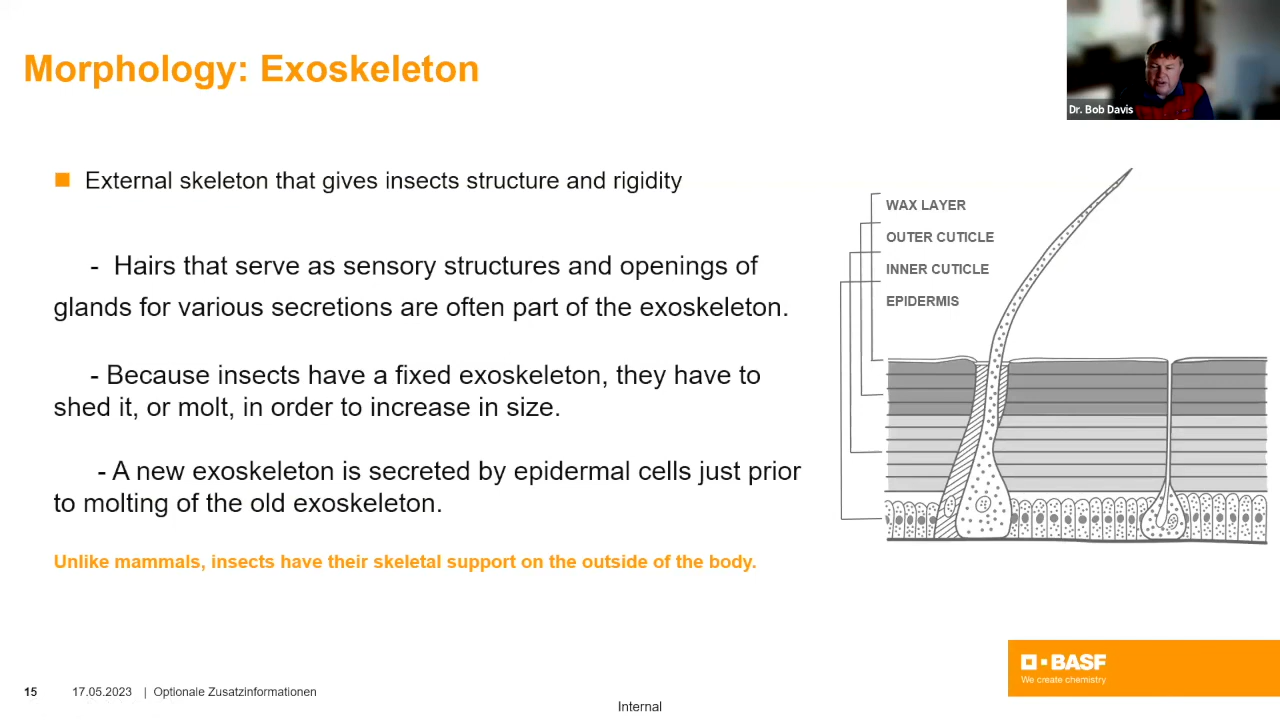 Morphology: Exoskeleton
Dr. Bob Davis
External skeleton that gives insects structure and rigidity
- Hairs that serve as sensory structures and openings of
glands for various secretions are often part of the exoskeleton.
- Because insects have a fixed exoskeleton, they have to
shed it, or molt, in order to increase in size.
- A new exoskeleton is secreted by epidermal cells just prior
to molting of the old exoskeleton.
Unlike mammals, insects have their skeletal support on the outside of the body.
WAX LAYER
OUTER CUTICLE
INNER CUTICLE
EPIDERMIS
BASF
We create chemistry
15 17.05.2023 | Optionale Zusatzinformationen
Internal